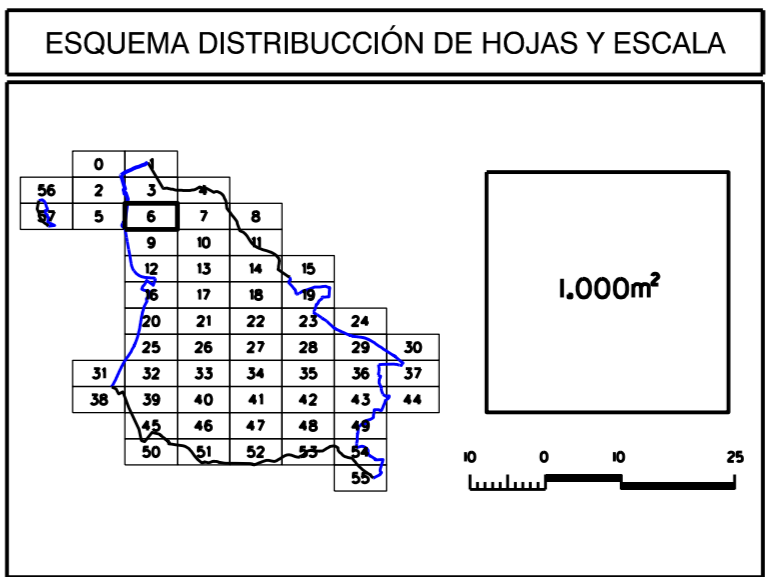 ESQUEMA DISTRIBUCCIÓN DE HOJAS Y ESCALA
0 1
56 2 3 4
57 5 6 7 8
9 10 11
12 13 14 15
16 17 18 19
20 21 22 23 24
25 26 27 28 29 30
31 32 33 34 35 36 37
38 39 40 41 42 43 44
45 46 47 48 49
50 51 52 53 54
55
1.000m²
10 0 10 25